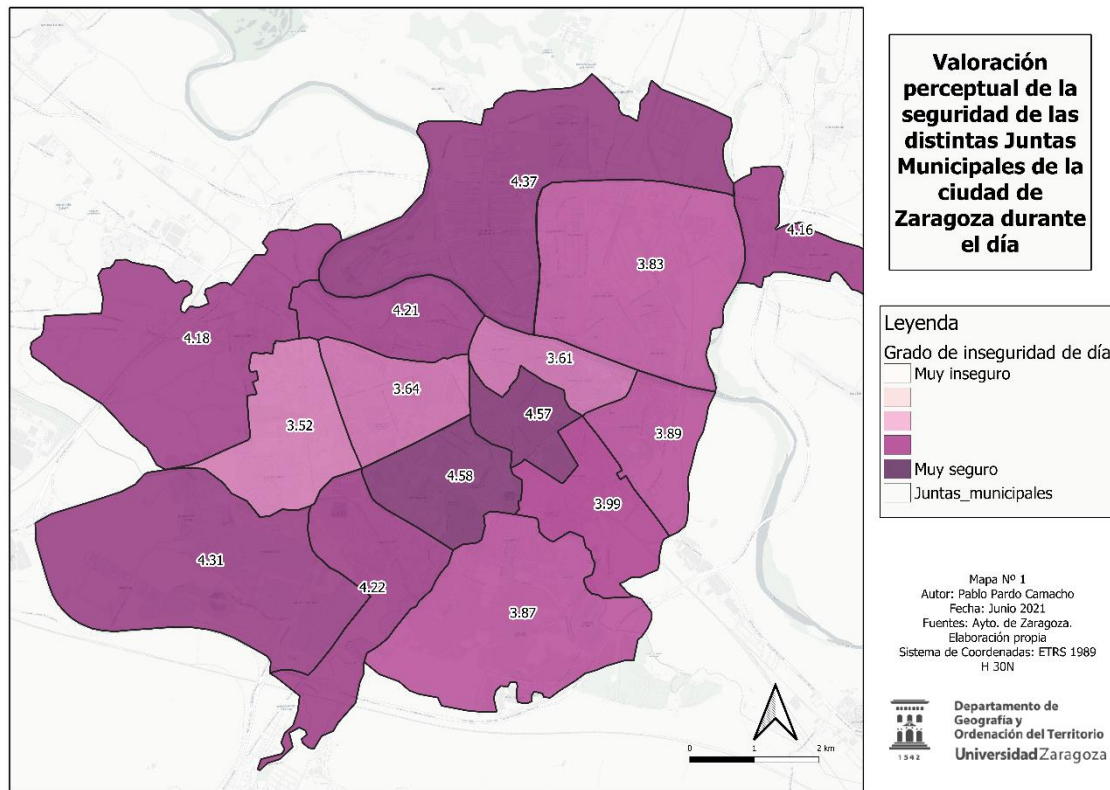 Valoración
perceptual de la
seguridad de las
distintas Juntas
Municipales de la
ciudad de
Zaragoza durante
el día
4.37
4.16
3.83
4.21
4.18
3.61
3.64
4.57
3.52
3.89
4.58
3.99
4.31
4.22
3.87
0 1 2 km
Leyenda
Grado de inseguridad de día
Muy inseguro
Muy seguro
Juntas_municipales
Mapa Nº 1
Autor: Pablo Pardo Camacho
Fecha: Junio 2021
Fuentes: Ayto. de Zaragoza.
Elaboración propia
Sistema de Coordenadas: ETRS 1989
H 30N
1542
Departamento de
Geografía y
Ordenación del Territorio
Universidad Zaragoza